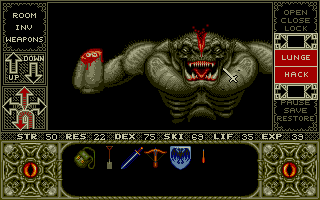 ROOM
INV
WEAPONS
UP
DOWN
OPEN
CLOSE
LOCK
LUNGE
HACK
PAUSE
SAVE
RESTORE
STR 50 RES 22 DEX 75 SKI 69 LIF 35 EXP 39